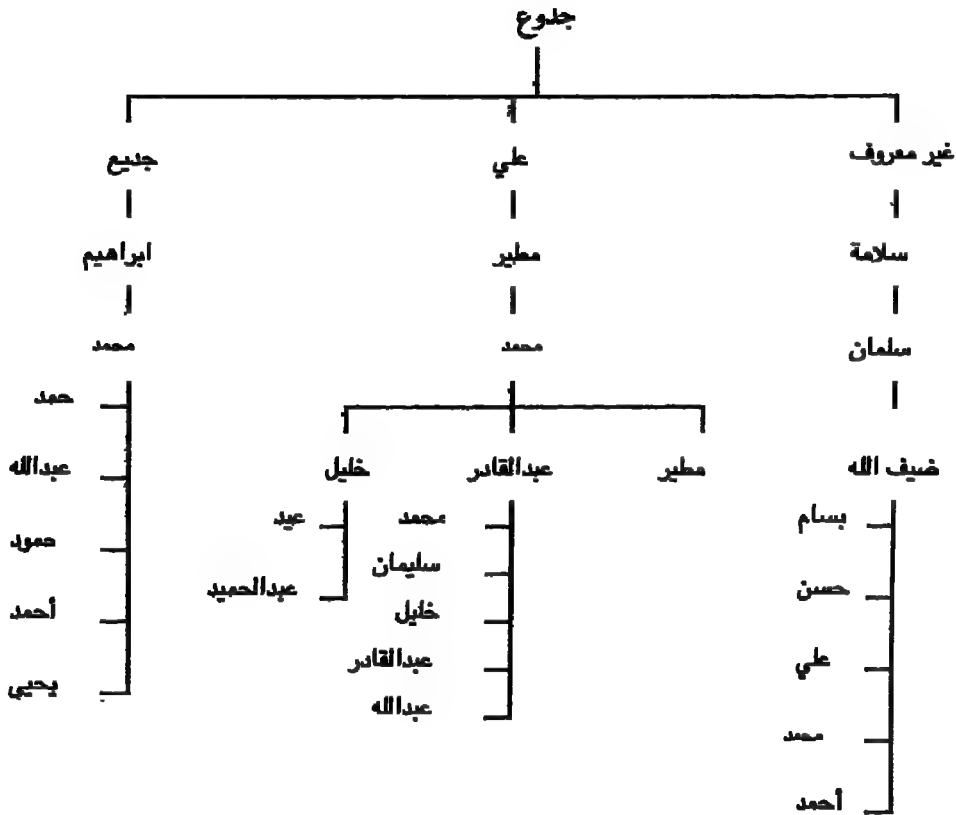 جدوع
غير معروف
علي
جديع
سلامة
مطير
ابراهيم
سلمان
محمد
محمد
ضيف الله
مطير
عبدالقادر
خليل
بسام
حسن
علي
محمد
أحمد
محمد
سليمان
خليل
عبدالقادر
عبدالله
عيد
عبدالحميد
حمد
عبدالله
حمود
أحمد
يحيى